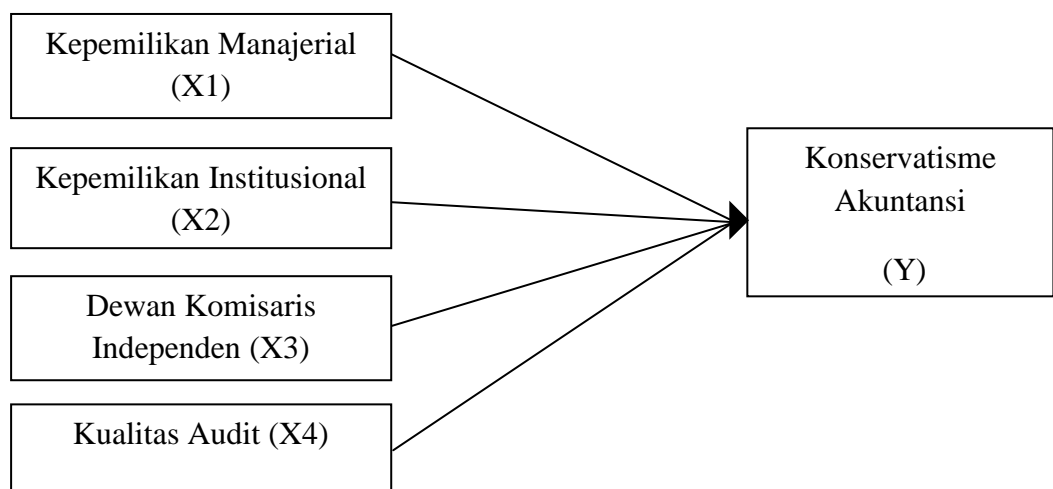 Kepemilikan Manajerial
(X1)
Kepemilikan Institusional
(X2)
Dewan Komisaris
Independen (X3)
Kualitas Audit (X4)
Konservatisme
Akuntansi
(Y)